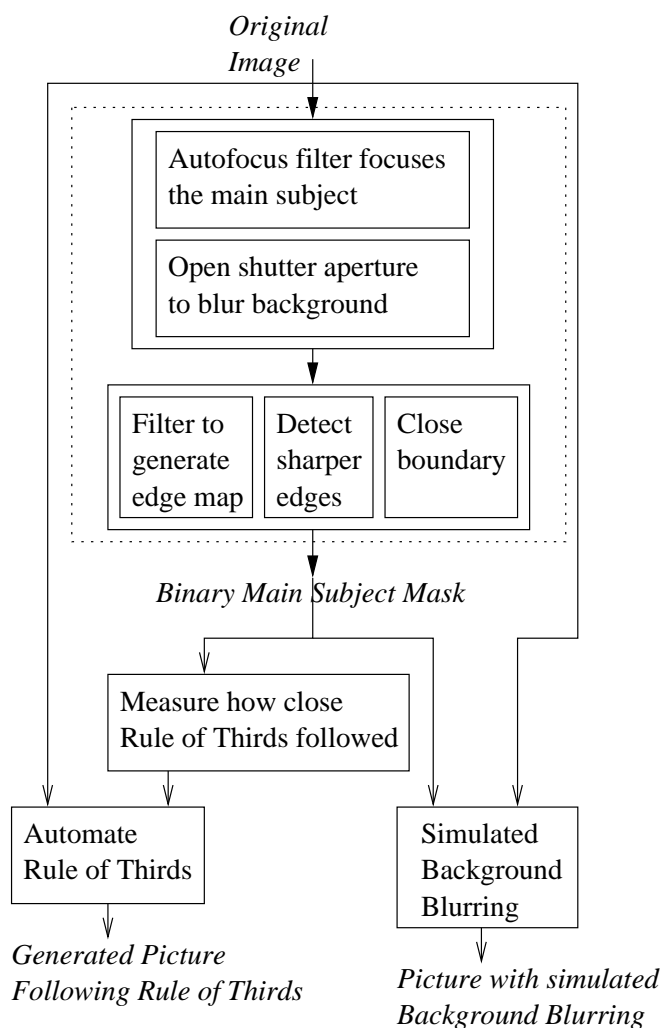 Original
Image
Autofocus filter focuses
the main subject
Open shutter aperture
to blur background
Filter to
generate
edge map
Detect
sharper
edges
Close
boundary
Binary Main Subject Mask
Measure how close
Rule of Thirds followed
Automate
Rule of Thirds
Simulated
Background
Blurring
Generated Picture
Following Rule of Thirds
Picture with simulated
Background Blurring